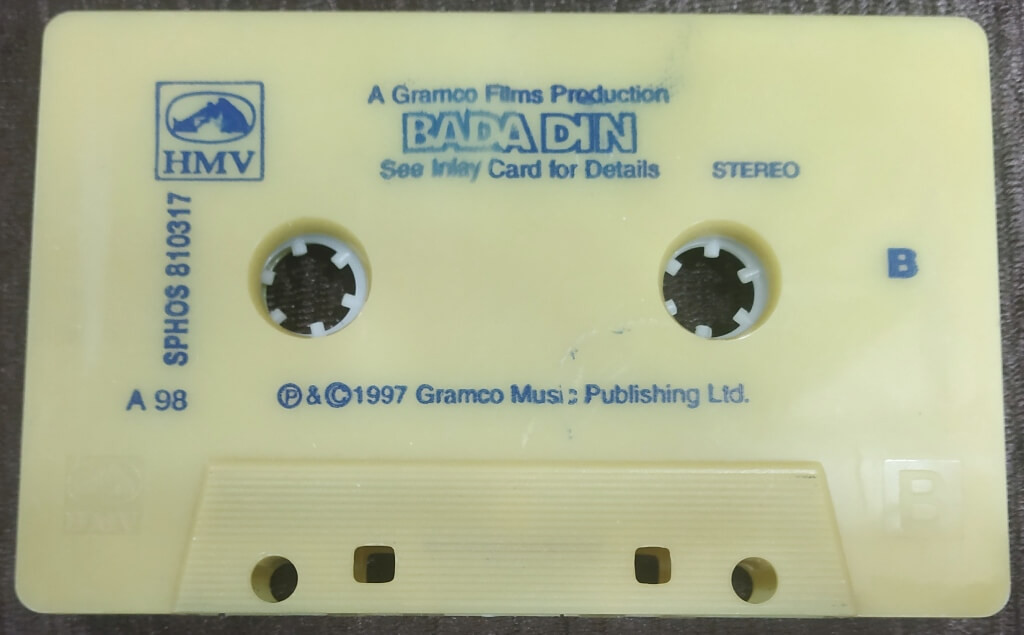 A Gramco Films Production
HMV
BADA DIN
See Inlay Card for Details
STEREO
SPHOS 810317
B
A 98
℗ & © 1997 Gramco Music Publishing Ltd.
HMV
B